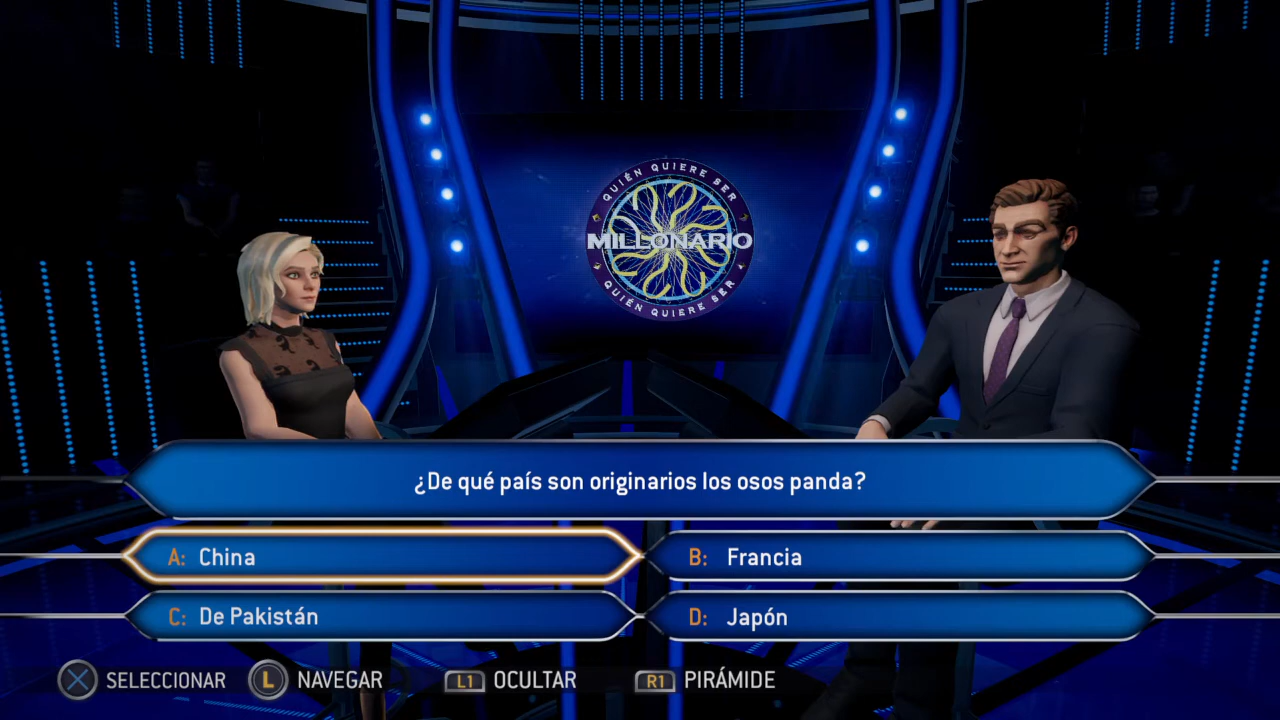 QUIÉN QUIERE SER
MILLONARIO
QUIÉN QUIERE SER
¿De qué país son originarios los osos panda?
A: China
B: Francia
C: De Pakistán
D: Japón
SELECCIONAR L NAVEGAR L1 OCULTAR R1 PIRÁMIDE